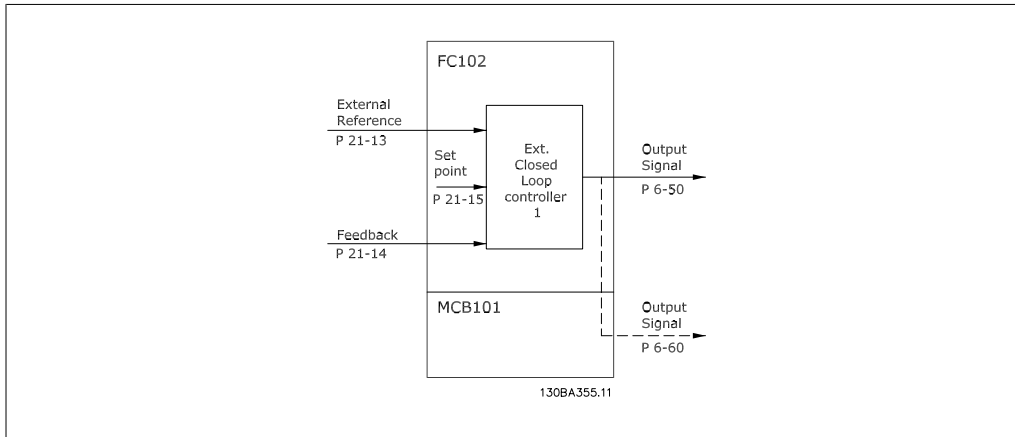 FC102
External
Reference
P 21-13
Set
point
P 21-15
Feedback
P 21-14
Ext.
Closed
Loop
controller
1
Output
Signal
P 6-50
MCB101
Output
Signal
P 6-60
130BA355.11